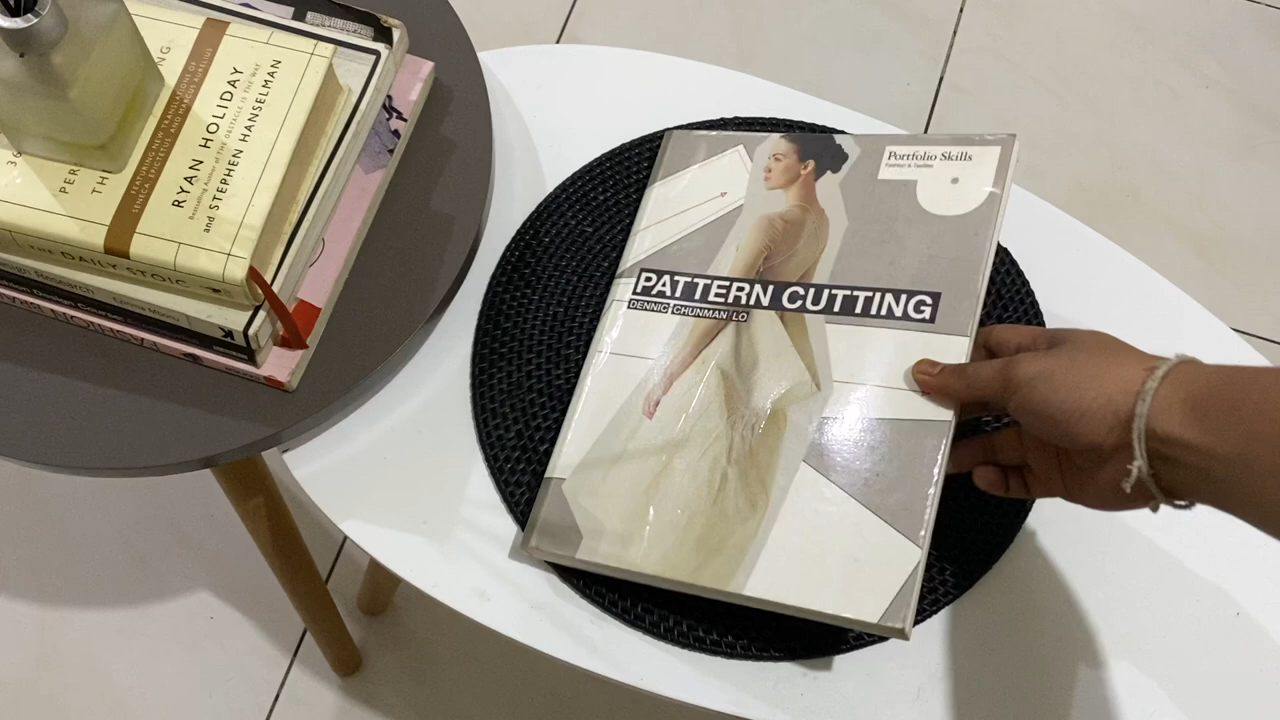 Portfolio Skills
Fashion & Textiles
PATTERN CUTTING
DENNIC CHUNMAN LO
FEATURING NEW TRANSLATIONS OF
SENECA, EPICTETUS, AND MARCUS AURELIUS
RYAN HOLIDAY
Bestselling Author of THE OBSTACLE IS THE WAY
and STEPHEN HANSELMAN
THE DAILY STOIC
Research